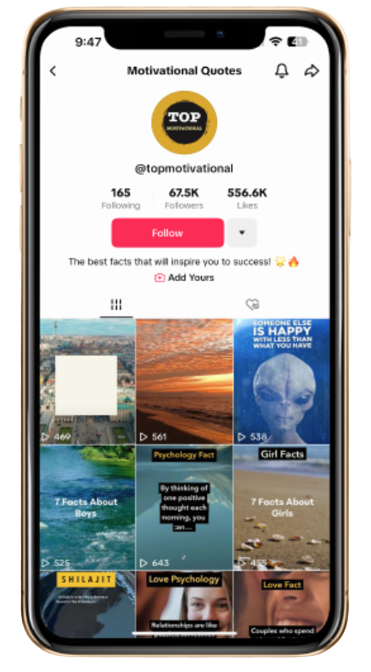 9:47
41
Motivational Quotes
TOP
MOTIVATIONAL
@topmotivational
165 67.5K 556.6K
Following Followers Likes
Follow
The best facts that will inspire you to success!
Add Yours
469
561
SOMEONE ELSE
IS HAPPY
WITH LESS THAN
WHAT YOU HAVE
538
7 Facts About
Boys
525
Psychology Fact
By thinking of
one positive
thought each
morning, you
can...
643
Girl Facts
7 Facts About
Girls
455
SHILAJIT
Love Psychology
Relationships are like
Love Fact
Couples who spend